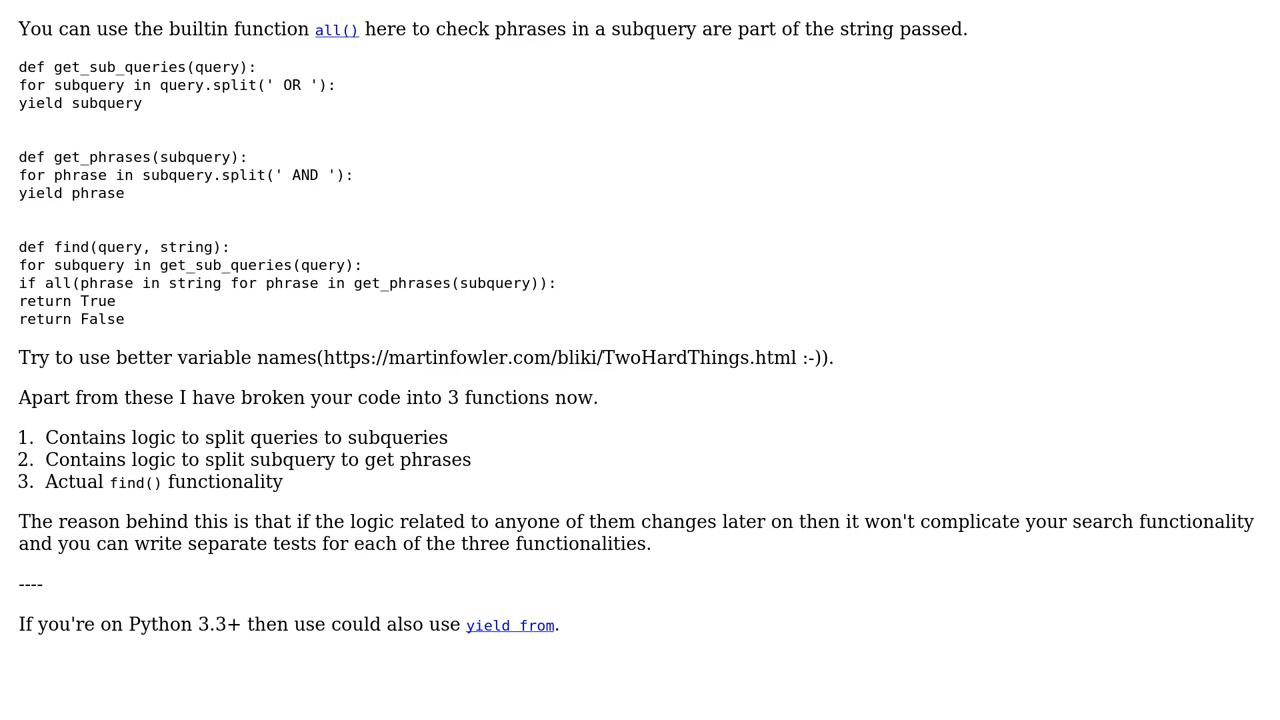 You can use the builtin function all() here to check phrases in a subquery are part of the string passed.
def get_sub_queries(query):
for subquery in query.split(' OR '):
yield subquery
def get_phrases(subquery):
for phrase in subquery.split(' AND '):
yield phrase
def find(query, string):
for subquery in get_sub_queries(query):
if all(phrase in string for phrase in get_phrases(subquery)):
return True
return False
Try to use better variable names(https://martinfowler.com/bliki/TwoHardThings.html :-)).
Apart from these I have broken your code into 3 functions now.
1. Contains logic to split queries to subqueries
2. Contains logic to split subquery to get phrases
3. Actual find() functionality
The reason behind this is that if the logic related to anyone of them changes later on then it won't complicate your search functionality
and you can write separate tests for each of the three functionalities.
----
If you're on Python 3.3+ then use could also use yield from.